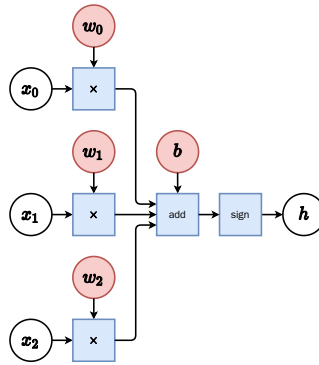 w₀
x₀ ×
w₁ b
x₁ × add sign h
w₂
x₂ ×